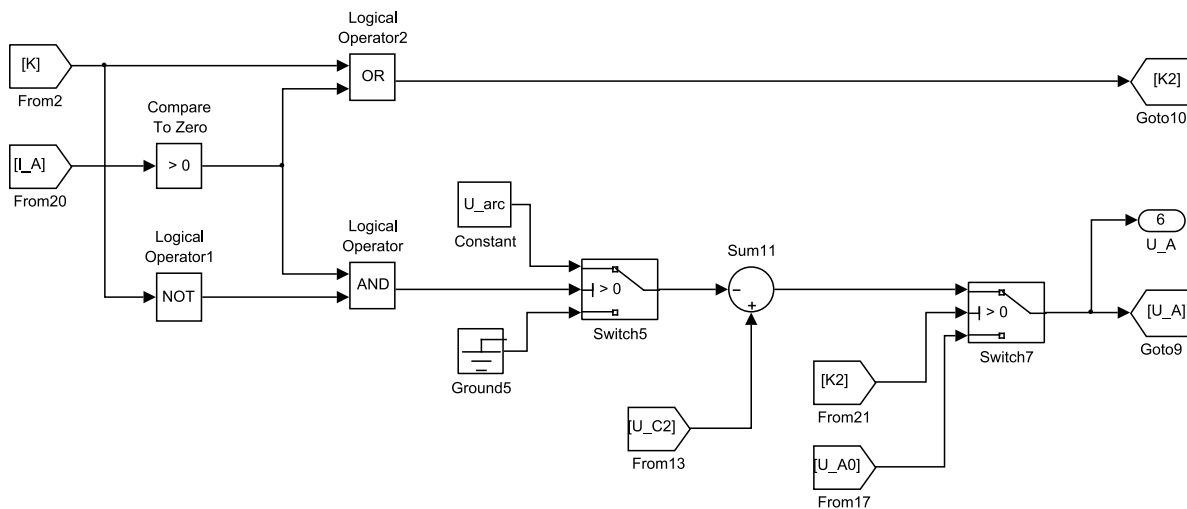 Logical
Operator2
[K]
OR
[K2]
From2
Goto10
Compare
To Zero
[I_A]
> 0
From20
U_arc
Constant
6
U_A
Logical
Operator1
Logical
Operator
Sum11
NOT
AND
> 0
Switch5
−
+
> 0
Switch7
[U_A]
Goto9
Ground5
[K2]
From21
[U_C2]
From13
[U_A0]
From17